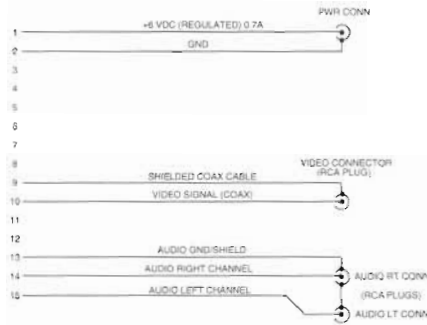 PWR CONN
+6 VDC (REGULATED) 0.7A
1
GND
2
3
4
5
6
7
8
VIDEO CONNECTOR
(RCA PLUG)
SHIELDED COAX CABLE
9
VIDEO SIGNAL (COAX)
10
11
12
AUDIO GND/SHIELD
13
AUDIO RIGHT CHANNEL
14
AUDIO RT CONN
AUDIO LEFT CHANNEL
15
(RCA PLUGS)
AUDIO LT CONN